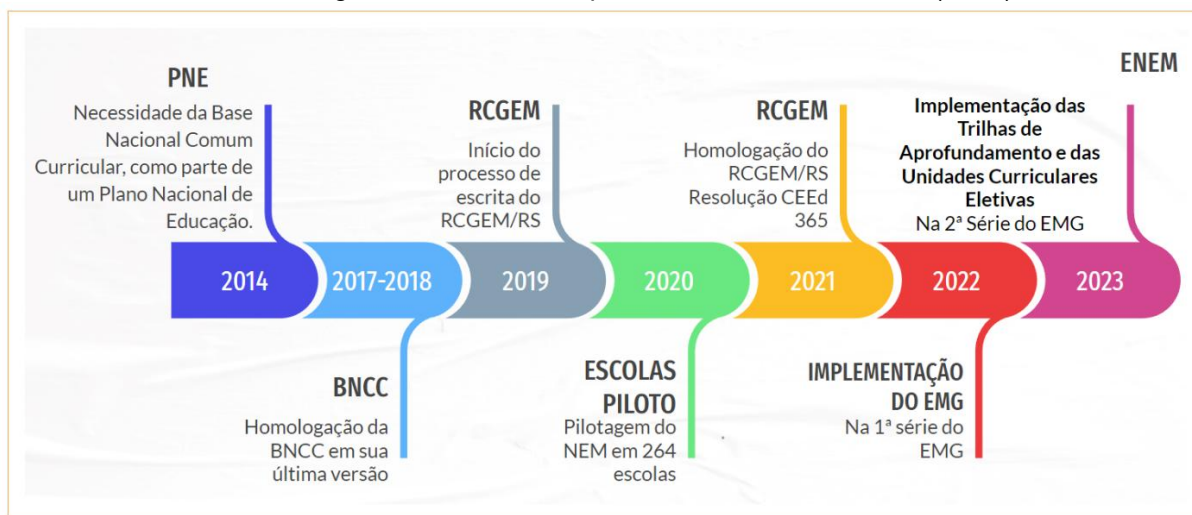 PNE
Necessidade da Base
Nacional Comum
Curricular, como parte de
um Plano Nacional de
Educação.
RCGEM
Início do
processo de
escrita do
RCGEM/RS
RCGEM
Homologação do
RCGEM/RS
Resolução CEEd
365
ENEM
Implementação das
Trilhas de
Aprofundamento e das
Unidades Curriculares
Eletivas
Na 2ª Série do EMG
2014
2017-2018
2019
2020
2021
2022
2023
BNCC
Homologação da
BNCC em sua
última versão
ESCOLAS
PILOTO
Pilotagem do
NEM em 264
escolas
IMPLEMENTAÇÃO
DO EMG
Na 1ª série do
EMG